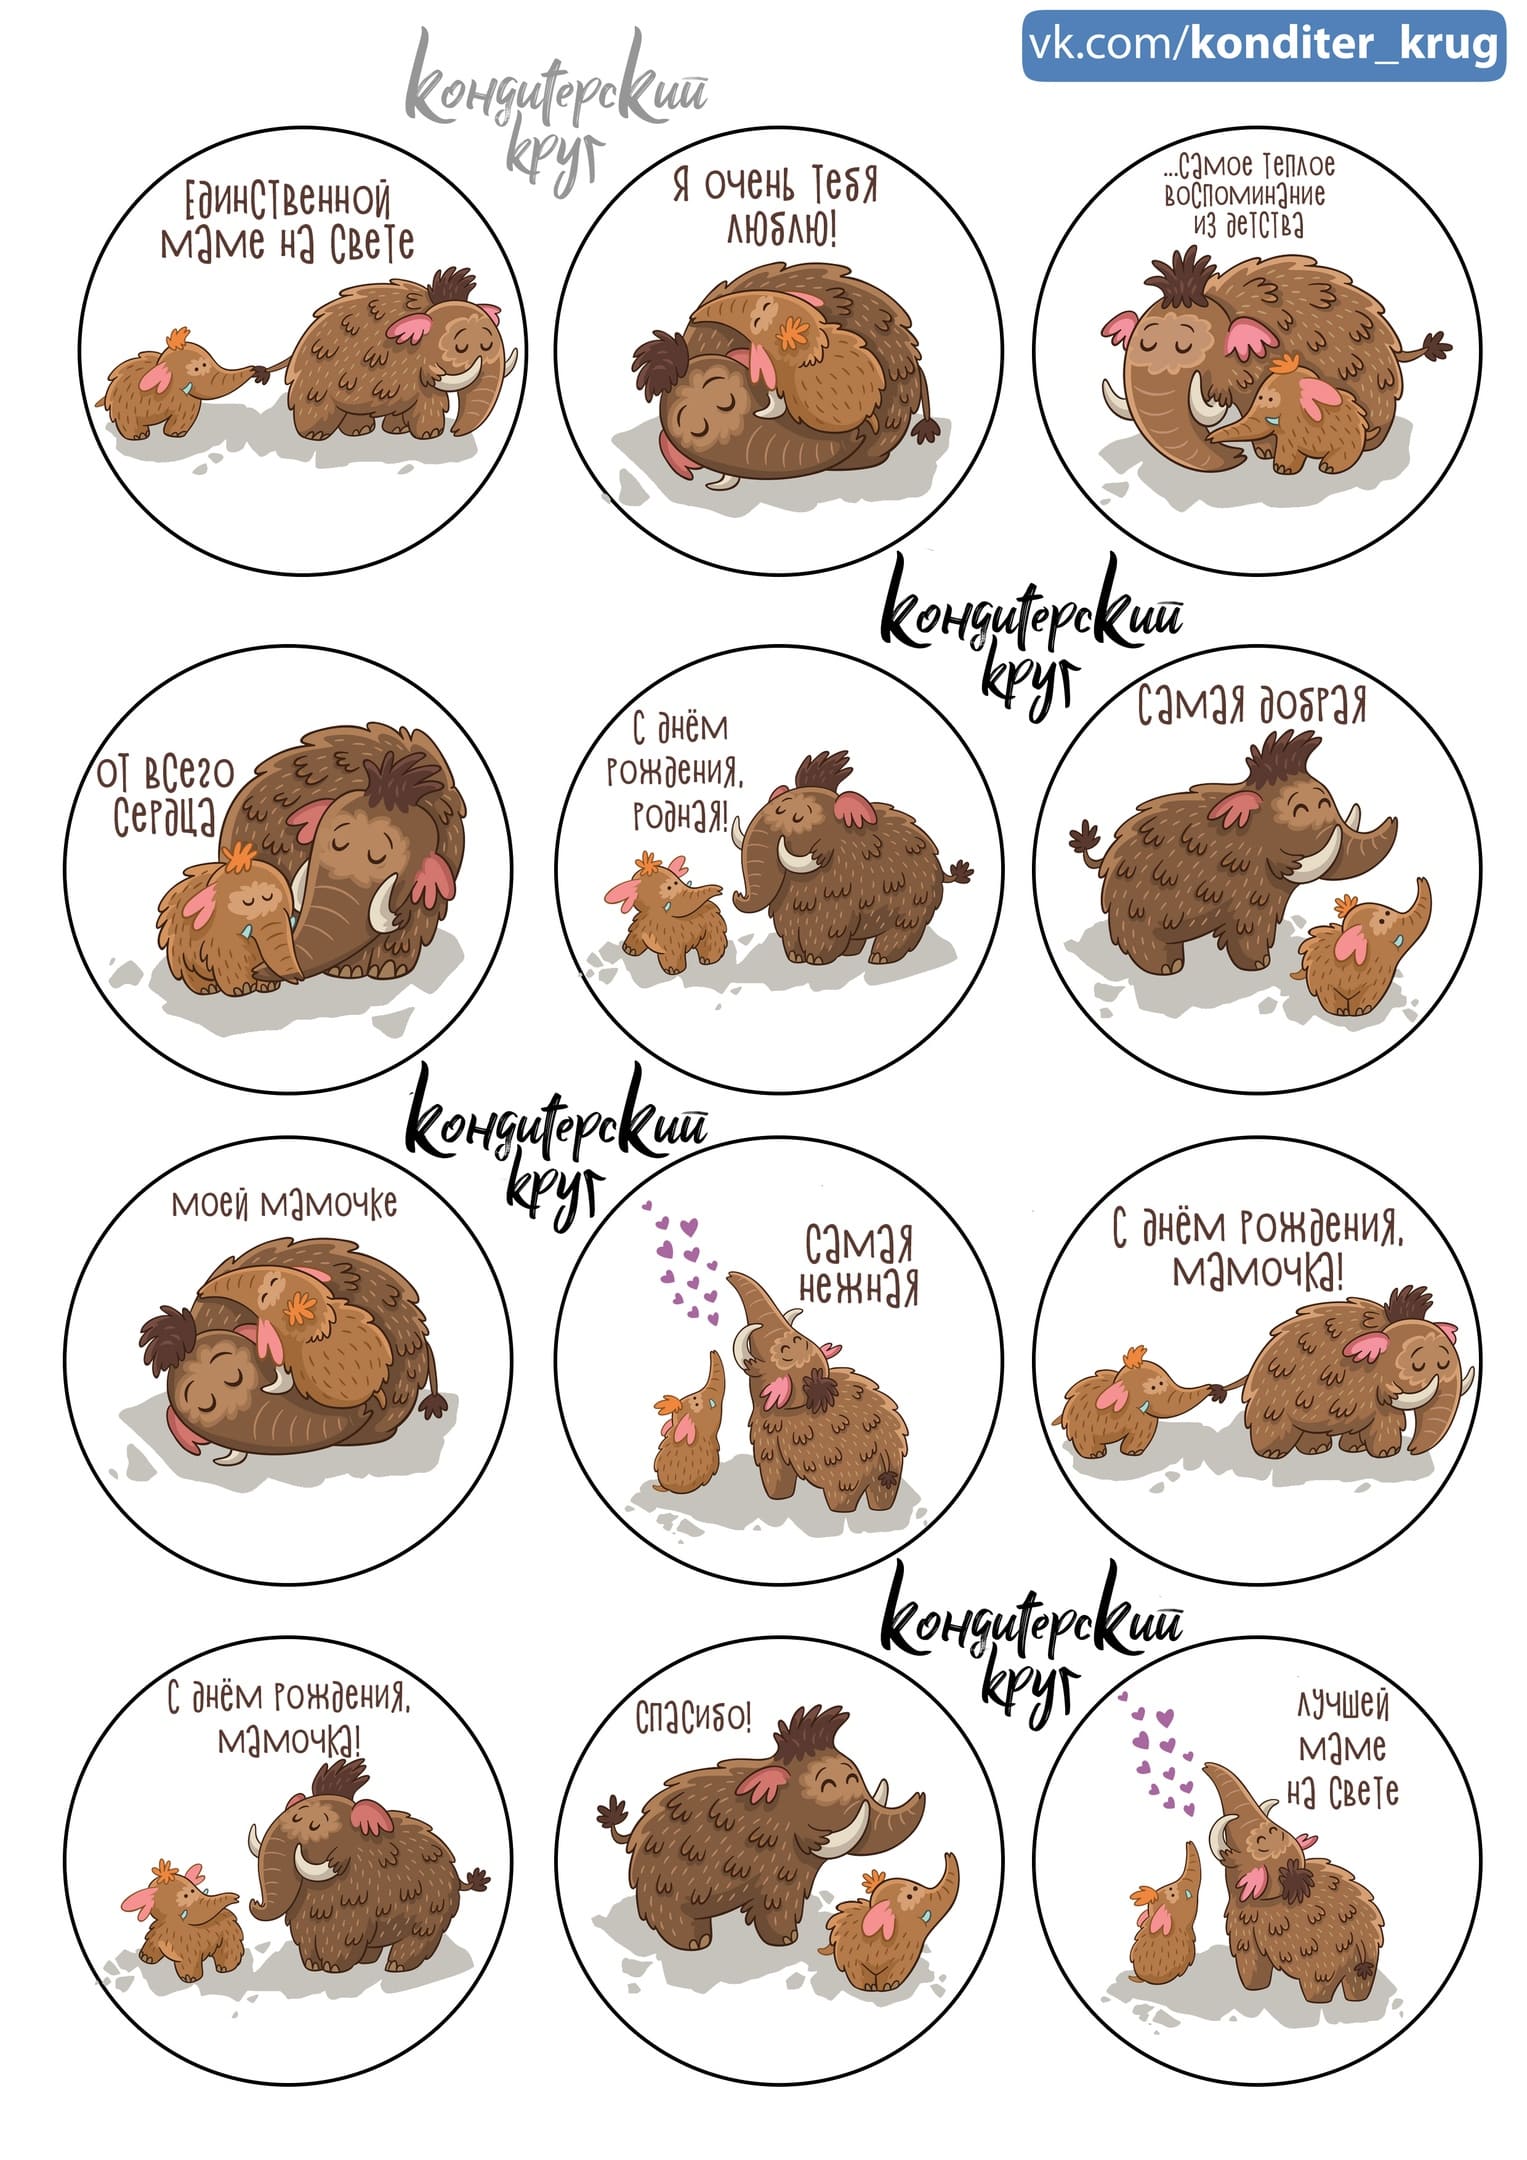 vk.com/konditer_krug
кондитерский
круг
Единственной
маме на свете
Я очень тебя
люблю!
...самое теплое
воспоминание
из детства
кондитерский
круг
от всего
сердца
С днём
рождения,
родная!
самая добрая
кондитерский
круг
моей мамочке
самая
нежная
С днём рождения,
мамочка!
кондитерский
круг
С днём рождения,
мамочка!
спасибо!
лучшей
маме
на свете